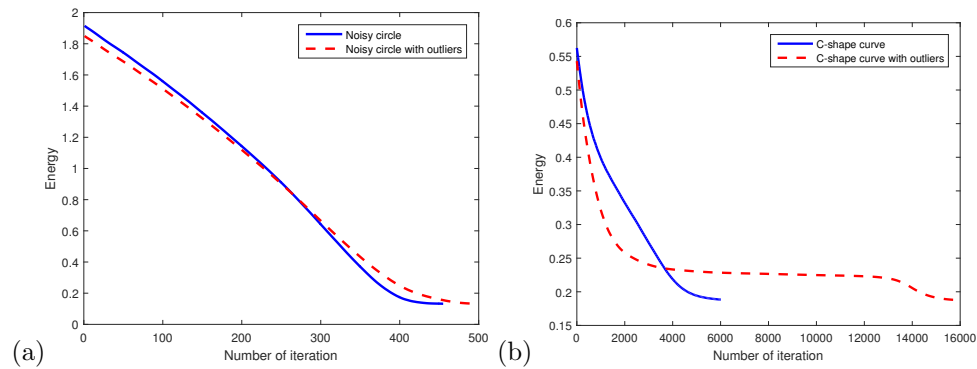 (a)
Energy
2
1.8
1.6
1.4
1.2
1
0.8
0.6
0.4
0.2
0
0 100 200 300 400 500
Number of iteration
Noisy circle
Noisy circle with outliers
(b)
Energy
0.6
0.55
0.5
0.45
0.4
0.35
0.3
0.25
0.2
0.15
0 2000 4000 6000 8000 10000 12000 14000 16000
Number of iteration
C-shape curve
C-shape curve with outliers